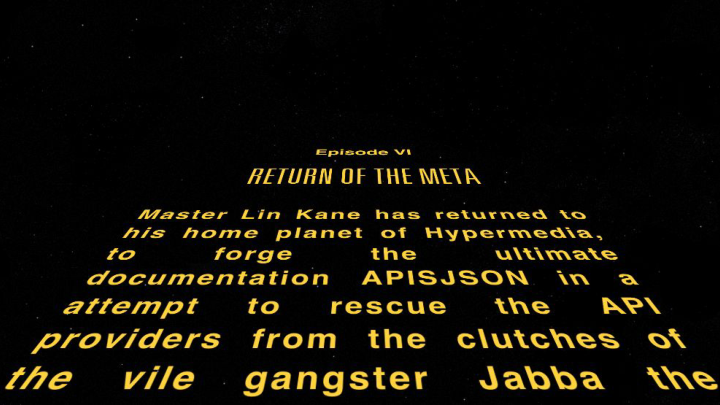 Episode VI
RETURN OF THE META
Master Lin Kane has returned to
his home planet of Hypermedia,
to forge the ultimate
documentation APISJSON in a
attempt to rescue the API
providers from the clutches of
the vile gangster Jabba the